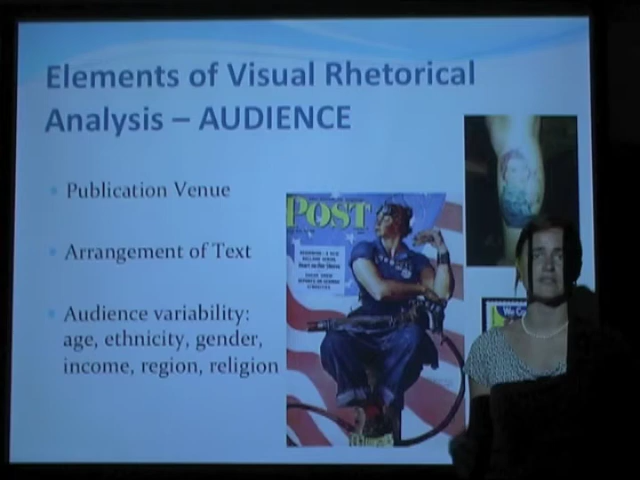 Elements of Visual Rhetorical
Analysis – AUDIENCE
Publication Venue
Arrangement of Text
Audience variability:
age, ethnicity, gender,
income, region, religion
POST